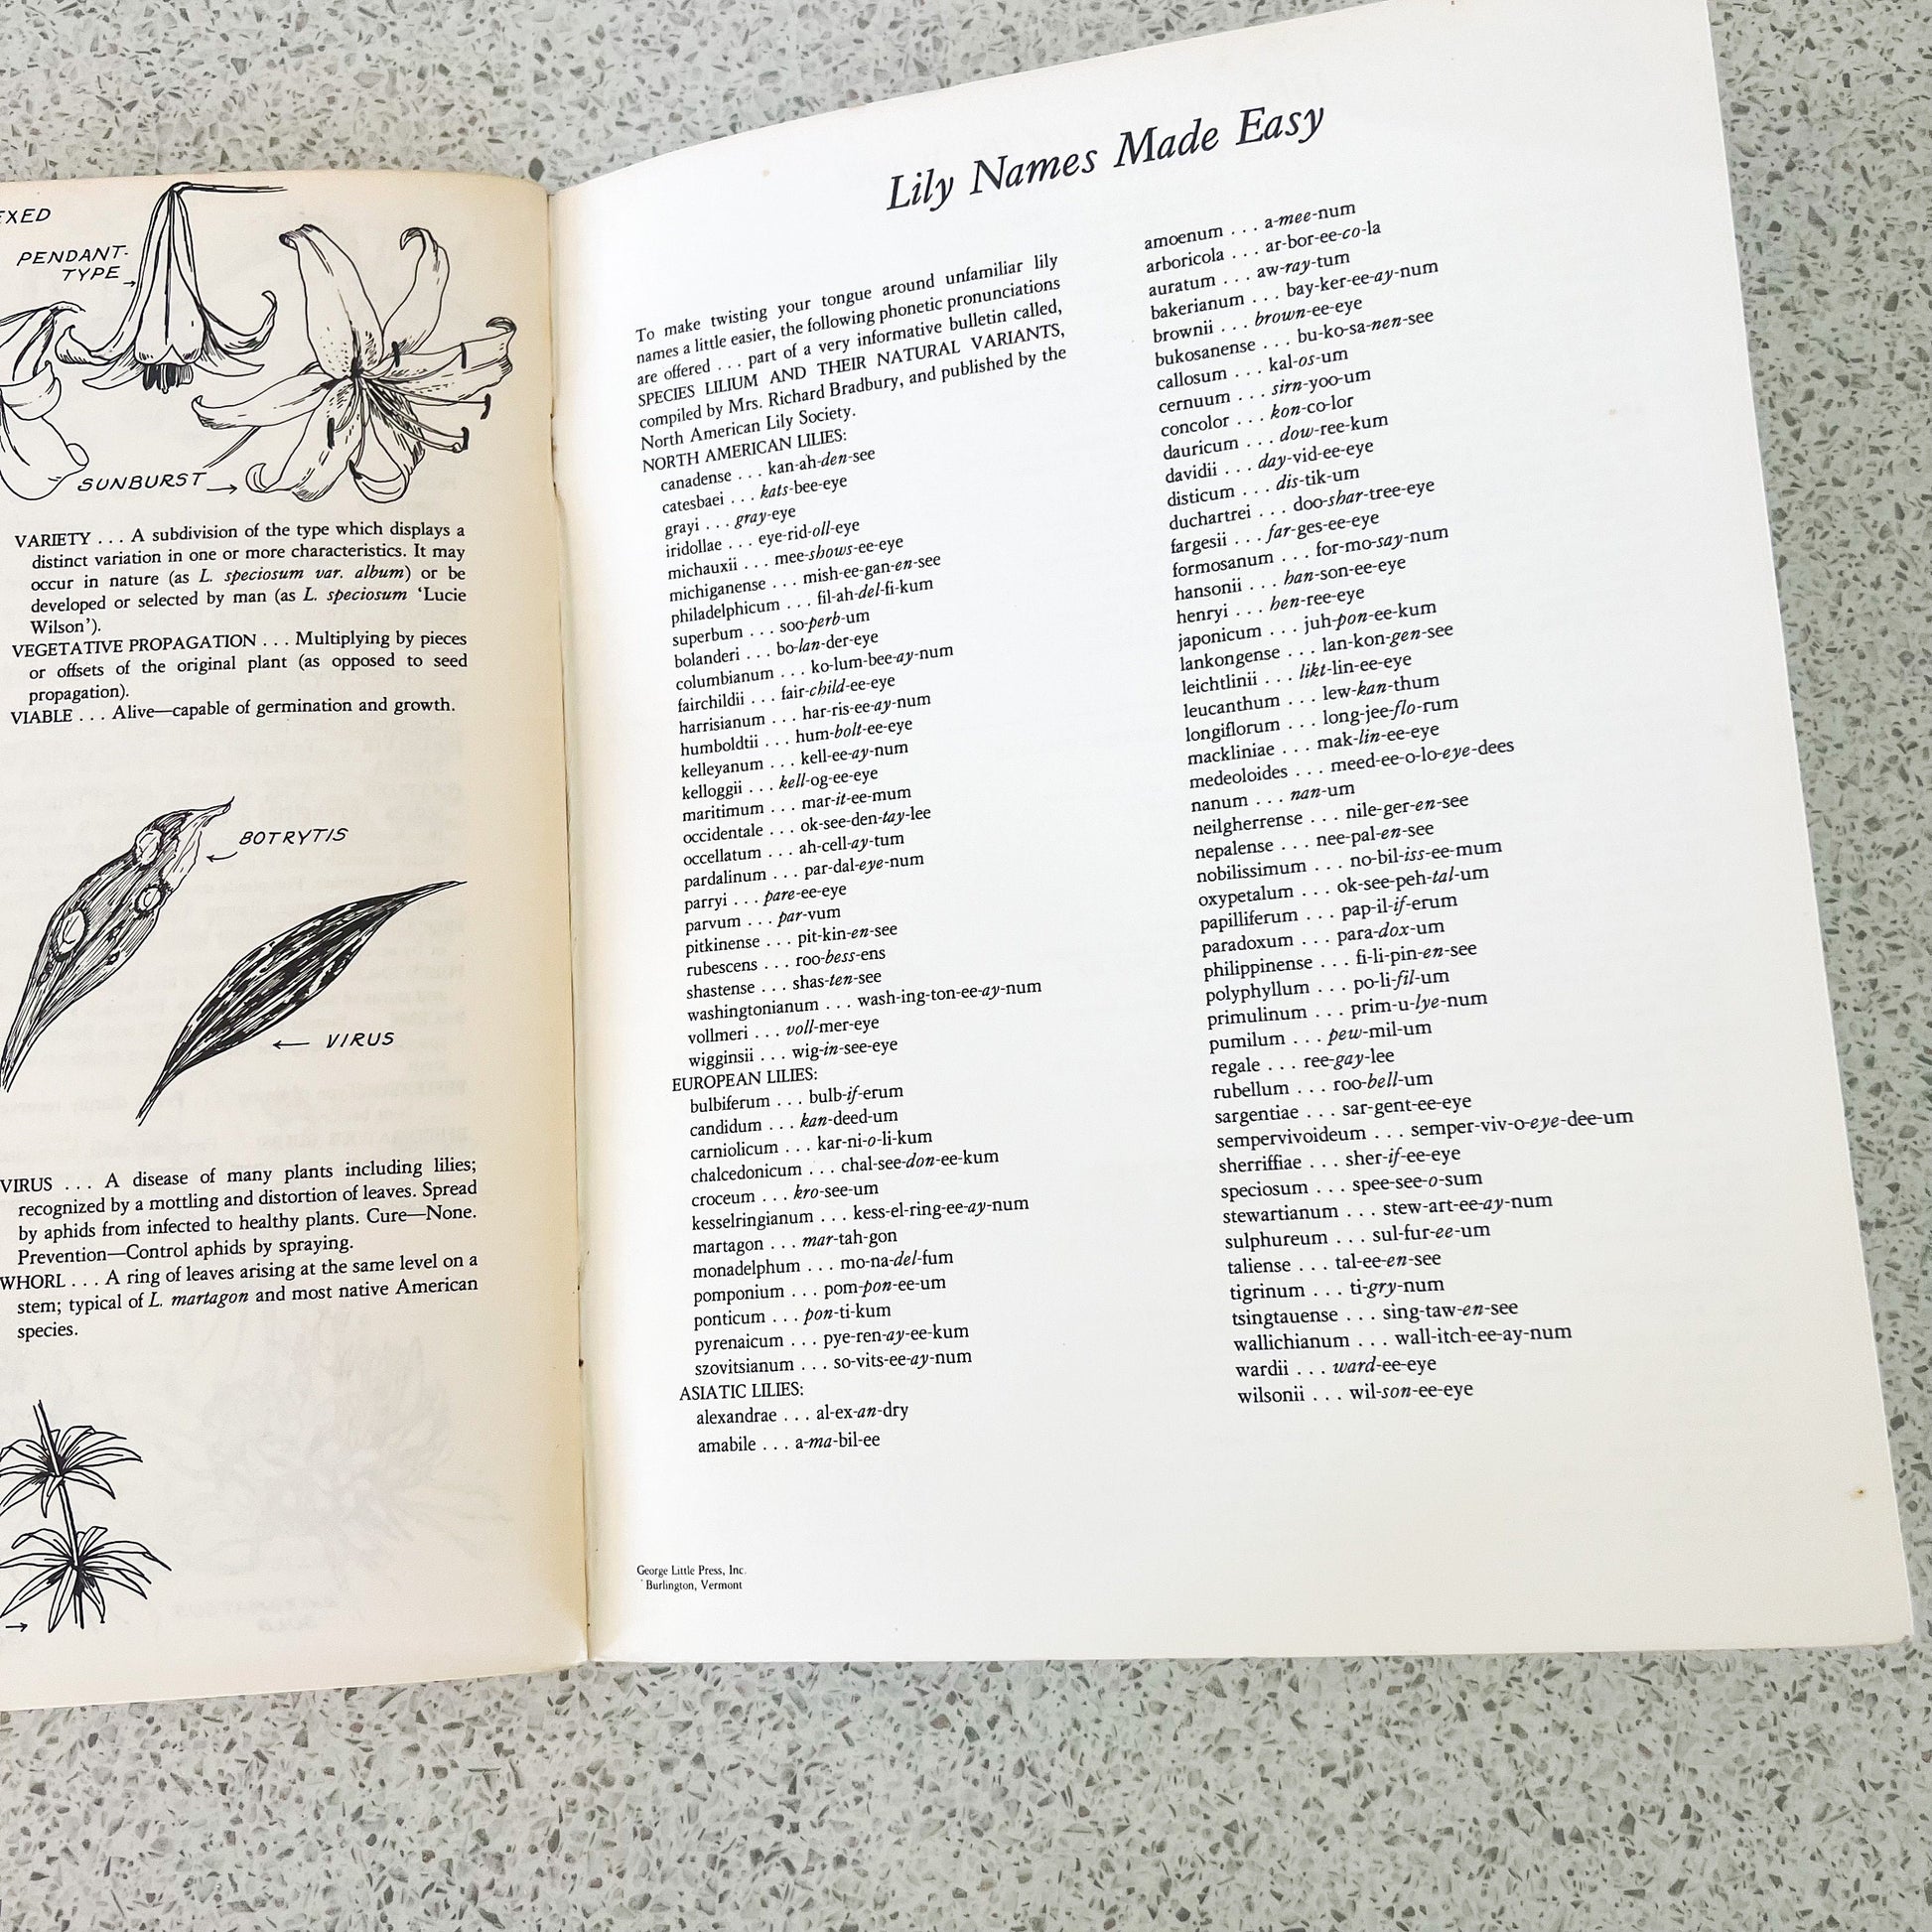 EXED
PENDANT-
TYPE
SUNBURST
VARIETY . . . A subdivision of the type which displays a
distinct variation in one or more characteristics. It may
occur in nature (as L. speciosum var. album) or be
developed or selected by man (as L. speciosum ‘Lucie
Wilson’).
VEGETATIVE PROPAGATION . . . Multiplying by pieces
or offsets of the original plant (as opposed to seed
propagation).
VIABLE . . . Alive—capable of germination and growth.
BOTRYTIS
VIRUS
VIRUS . . . A disease of many plants including lilies;
recognized by a mottling and distortion of leaves. Spread
by aphids from infected to healthy plants. Cure—None.
Prevention—Control aphids by spraying.
WHORL . . . A ring of leaves arising at the same level on a
stem; typical of L. martagon and most native American
species.
Lily Names Made Easy
To make twisting your tongue around unfamiliar lily
names a little easier, the following phonetic pronunciations
are offered . . . part of a very informative bulletin called,
SPECIES LILIUM AND THEIR NATURAL VARIANTS,
compiled by Mrs. Richard Bradbury, and published by the
North American Lily Society.
NORTH AMERICAN LILIES:
canadense . . . kan-ah-den-see
catesbaei . . . kats-bee-eye
grayi . . . gray-eye
iridollae . . . eye-rid-oll-eye
michauxii . . . mee-shows-ee-eye
michiganense . . . mish-ee-gan-en-see
philadelphicum . . . fil-ah-del-fi-kum
superbum . . . soo-perb-um
bolanderi . . . bo-lan-der-eye
columbianum . . . ko-lum-bee-ay-num
fairchildii . . . fair-child-ee-eye
harrisianum . . . har-ris-ee-ay-num
humboldtii . . . hum-bolt-ee-eye
kelleyanum . . . kell-ee-ay-num
kelloggii . . . kell-og-ee-eye
maritimum . . . mar-it-ee-mum
occidentale . . . ok-see-den-tay-lee
occellatum . . . ah-cell-ay-tum
pardalinum . . . par-dal-eye-num
parryi . . . pare-ee-eye
parvum . . . par-vum
pitkinense . . . pit-kin-en-see
rubescens . . . roo-bess-ens
shastense . . . shas-ten-see
washingtonianum . . . wash-ing-ton-ee-ay-num
vollmeri . . . voll-mer-eye
wigginsii . . . wig-in-see-eye
EUROPEAN LILIES:
bulbiferum . . . bulb-if-erum
candidum . . . kan-deed-um
carniolicum . . . kar-ni-o-li-kum
chalcedonicum . . . chal-see-don-ee-kum
croceum . . . kro-see-um
kesselringianum . . . kess-el-ring-ee-ay-num
martagon . . . mar-tah-gon
monadelphum . . . mo-na-del-fum
pomponium . . . pom-pon-ee-um
ponticum . . . pon-ti-kum
pyrenaicum . . . pye-ren-ay-ee-kum
szovitsianum . . . so-vits-ee-ay-num
ASIATIC LILIES:
alexandrae . . . al-ex-an-dry
amabile . . . a-ma-bil-ee
amoenum . . . a-mee-num
arboricola . . . ar-bor-ee-co-la
auratum . . . aw-ray-tum
bakerianum . . . bay-ker-ee-ay-num
brownii . . . brown-ee-eye
bukosanense . . . bu-ko-sa-nen-see
callosum . . . kal-os-um
cernuum . . . sirn-yoo-um
concolor . . . kon-co-lor
dauricum . . . dow-ree-kum
davidii . . . day-vid-ee-eye
disticum . . . dis-tik-um
duchartrei . . . doo-shar-tree-eye
fargesii . . . far-ges-ee-eye
formosanum . . . for-mo-say-num
hansonii . . . han-son-ee-eye
henryi . . . hen-ree-eye
japonicum . . . juh-pon-ee-kum
lankongense . . . lan-kon-gen-see
leichtlinii . . . likt-lin-ee-eye
leucanthum . . . lew-kan-thum
longiflorum . . . long-jee-flo-rum
mackliniae . . . mak-lin-ee-eye
medeoloides . . . meed-ee-o-lo-eye-dees
nanum . . . nan-um
neilgherrense . . . nile-ger-en-see
nepalense . . . nee-pal-en-see
nobilissimum . . . no-bil-iss-ee-mum
oxypetalum . . . ok-see-peh-tal-um
papilliferum . . . pap-il-if-erum
paradoxum . . . para-dox-um
philippinense . . . fi-li-pin-en-see
polyphyllum . . . po-li-fil-um
primulinum . . . prim-u-lye-num
pumilum . . . pew-mil-um
regale . . . ree-gay-lee
rubellum . . . roo-bell-um
sargentiae . . . sar-gent-ee-eye
sempervivoideum . . . semper-viv-o-eye-dee-um
sherriffiae . . . sher-if-ee-eye
speciosum . . . spee-see-o-sum
stewartianum . . . stew-art-ee-ay-num
sulphureum . . . sul-fur-ee-um
taliense . . . tal-ee-en-see
tigrinum . . . ti-gry-num
tsingtauense . . . sing-taw-en-see
wallichianum . . . wall-itch-ee-ay-num
wardii . . . ward-ee-eye
wilsonii . . . wil-son-ee-eye
George Little Press, Inc.
Burlington, Vermont